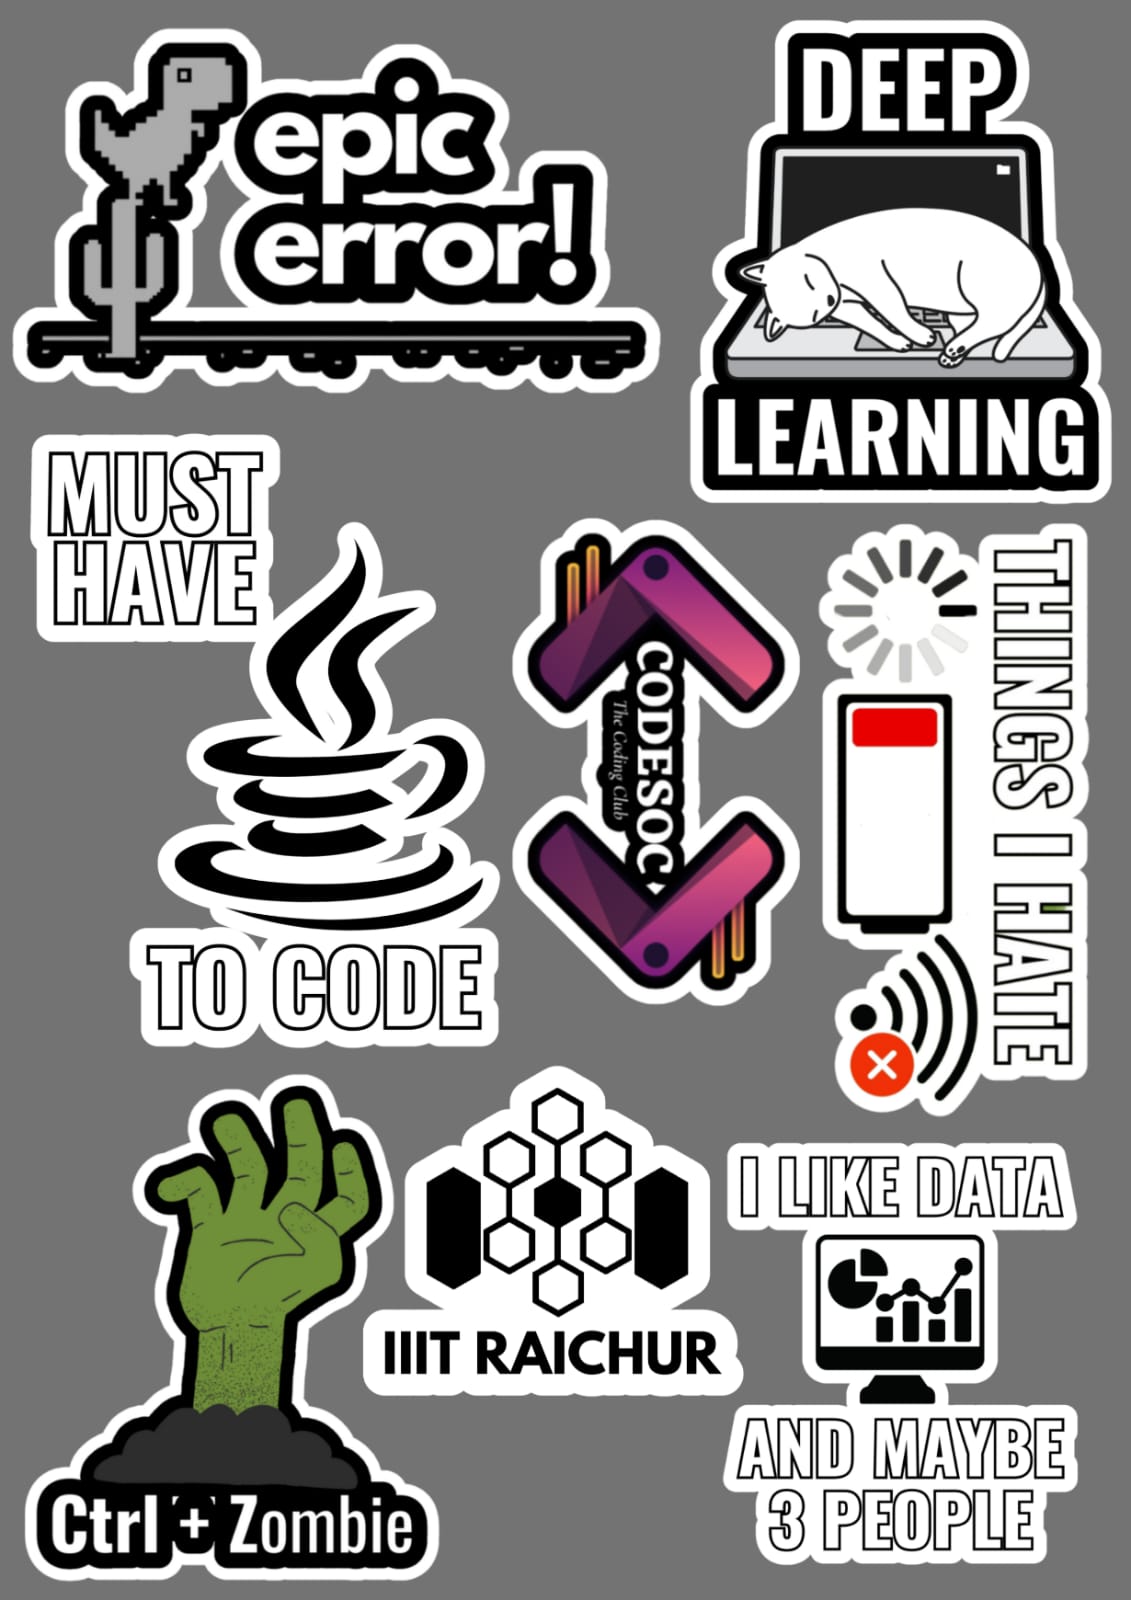 epic
error!
DEEP
LEARNING
MUST
HAVE
TO CODE
CODESOC
The Coding Club
THINGS I HATE
Ctrl + Zombie
IIIT RAICHUR
I LIKE DATA
AND MAYBE
3 PEOPLE